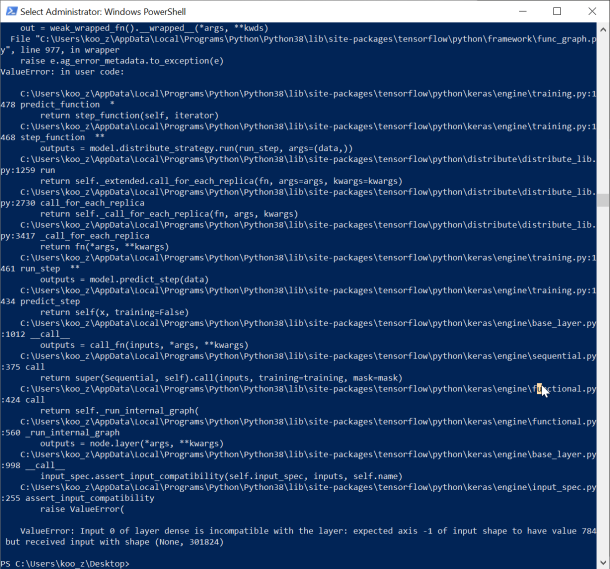 Select Administrator: Windows PowerShell
out = weak_wrapped_fn().__wrapped__(*args, **kwds)
File "C:\Users\koo_z\AppData\Local\Programs\Python\Python38\lib\site-packages\tensorflow\python\framework\func_graph.p
y", line 977, in wrapper
raise e.ag_error_metadata.to_exception(e)
ValueError: in user code:
C:\Users\koo_z\AppData\Local\Programs\Python\Python38\lib\site-packages\tensorflow\python\keras\engine\training.py:1
478 predict_function  *
return step_function(self, iterator)
C:\Users\koo_z\AppData\Local\Programs\Python\Python38\lib\site-packages\tensorflow\python\keras\engine\training.py:1
468 step_function  **
outputs = model.distribute_strategy.run(run_step, args=(data,))
C:\Users\koo_z\AppData\Local\Programs\Python\Python38\lib\site-packages\tensorflow\python\distribute\distribute_lib.
py:1259 run
return self._extended.call_for_each_replica(fn, args=args, kwargs=kwargs)
C:\Users\koo_z\AppData\Local\Programs\Python\Python38\lib\site-packages\tensorflow\python\distribute\distribute_lib.
py:2730 call_for_each_replica
return self._call_for_each_replica(fn, args, kwargs)
C:\Users\koo_z\AppData\Local\Programs\Python\Python38\lib\site-packages\tensorflow\python\distribute\distribute_lib.
py:3417 _call_for_each_replica
return fn(*args, **kwargs)
C:\Users\koo_z\AppData\Local\Programs\Python\Python38\lib\site-packages\tensorflow\python\keras\engine\training.py:1
461 run_step  **
outputs = model.predict_step(data)
C:\Users\koo_z\AppData\Local\Programs\Python\Python38\lib\site-packages\tensorflow\python\keras\engine\training.py:1
434 predict_step
return self(x, training=False)
C:\Users\koo_z\AppData\Local\Programs\Python\Python38\lib\site-packages\tensorflow\python\keras\engine\base_layer.py
:1012 __call__
outputs = call_fn(inputs, *args, **kwargs)
C:\Users\koo_z\AppData\Local\Programs\Python\Python38\lib\site-packages\tensorflow\python\keras\engine\sequential.py
:375 call
return super(Sequential, self).call(inputs, training=training, mask=mask)
C:\Users\koo_z\AppData\Local\Programs\Python\Python38\lib\site-packages\tensorflow\python\keras\engine\functional.py
:424 call
return self._run_internal_graph(
C:\Users\koo_z\AppData\Local\Programs\Python\Python38\lib\site-packages\tensorflow\python\keras\engine\functional.py
:560 _run_internal_graph
outputs = node.layer(*args, **kwargs)
C:\Users\koo_z\AppData\Local\Programs\Python\Python38\lib\site-packages\tensorflow\python\keras\engine\base_layer.py
:998 __call__
input_spec.assert_input_compatibility(self.input_spec, inputs, self.name)
C:\Users\koo_z\AppData\Local\Programs\Python\Python38\lib\site-packages\tensorflow\python\keras\engine\input_spec.py
:255 assert_input_compatibility
raise ValueError(
ValueError: Input 0 of layer dense is incompatible with the layer: expected axis -1 of input shape to have value 784
but received input with shape (None, 301824)
PS C:\Users\koo_z\Desktop>